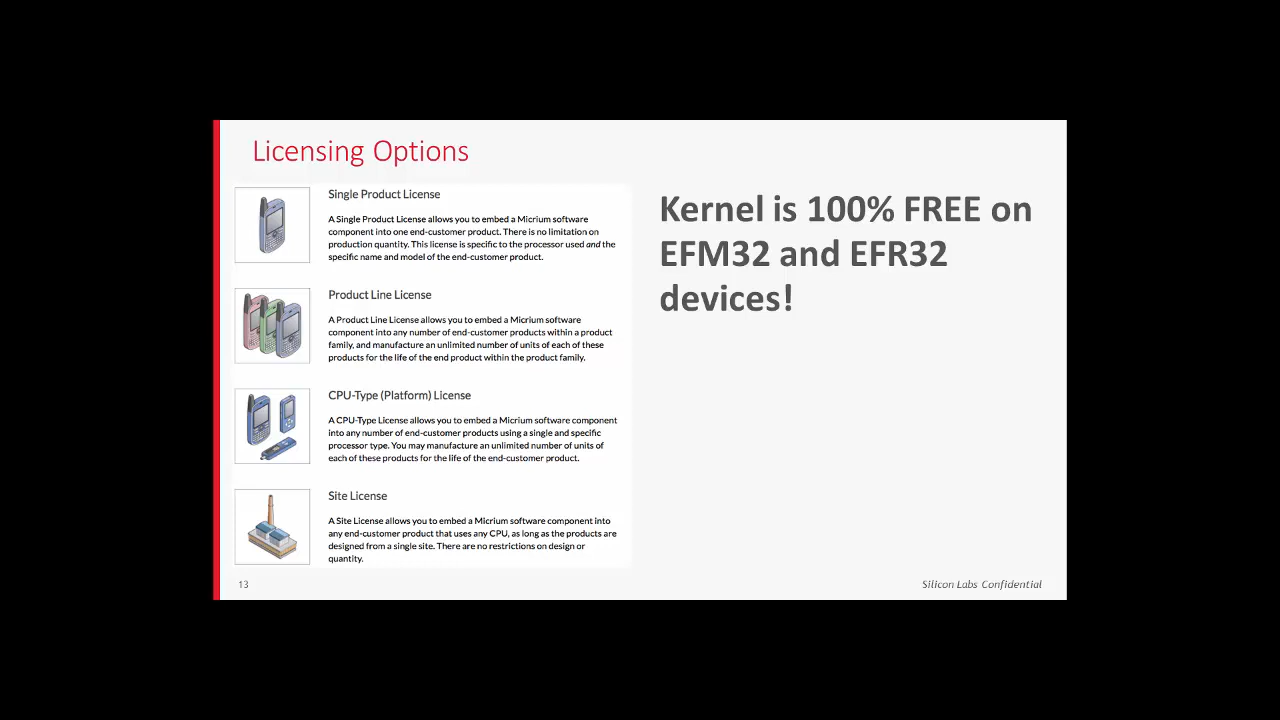 Licensing Options
Single Product License
A Single Product License allows you to embed a Micrium software
component into one end-customer product. There is no limitation on
production quantity. This license is specific to the processor used and the
specific name and model of the end-customer product.
Product Line License
A Product Line License allows you to embed a Micrium software
component into any number of end-customer products within a product
family, and manufacture an unlimited number of units of each of these
products for the life of the end product within the product family.
CPU-Type (Platform) License
A CPU-Type License allows you to embed a Micrium software component
into any number of end-customer products using a single and specific
processor type. You may manufacture an unlimited number of units of
each of these products for the life of the end-customer product.
Site License
A Site License allows you to embed a Micrium software component into
any end-customer product that uses any CPU, as long as the products are
designed from a single site. There are no restrictions on design or
quantity.
Kernel is 100% FREE on
EFM32 and EFR32
devices!
13
Silicon Labs Confidential